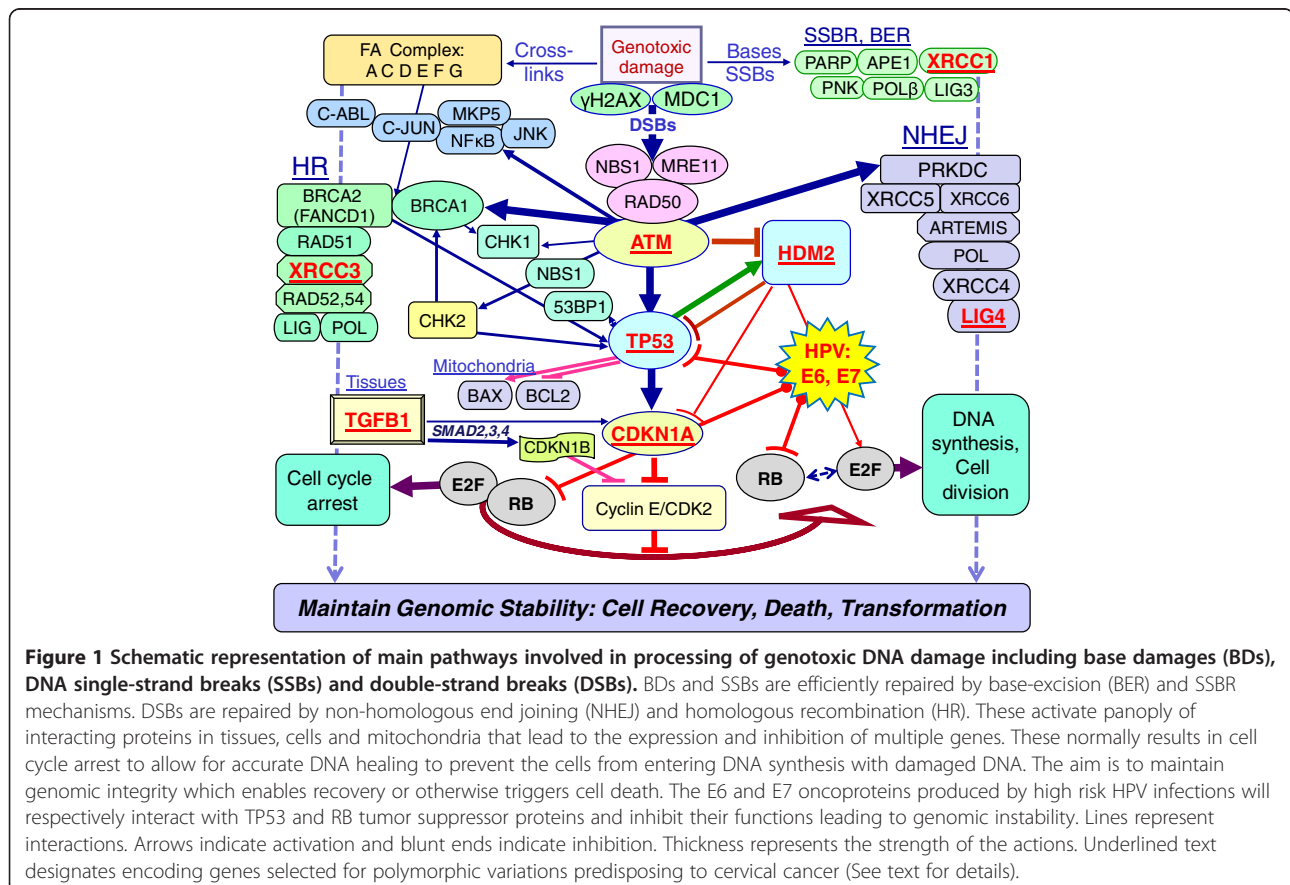 FA Complex:
A C D E F G
Cross-
links
Genotoxic
damage
Bases
SSBs
SSBR, BER
PARP
APE1
XRCC1
PNK
POLβ
LIG3
γH2AX
MDC1
DSBs
C-ABL
C-JUN
MKP5
NFκB
JNK
NHEJ
HR
NBS1
MRE11
RAD50
PRKDC
XRCC5
XRCC6
ARTEMIS
POL
XRCC4
LIG4
BRCA2
(FANCD1)
BRCA1
RAD51
XRCC3
RAD52,54
LIG
POL
CHK1
ATM
HDM2
NBS1
53BP1
CHK2
TP53
HPV:
E6, E7
Mitochondria
BAX
BCL2
Tissues
TGFB1
SMAD2,3,4
CDKN1B
CDKN1A
DNA
synthesis,
Cell
division
Cell cycle
arrest
E2F
RB
Cyclin E/CDK2
RB
E2F
Maintain Genomic Stability: Cell Recovery, Death, Transformation
Figure 1 Schematic representation of main pathways involved in processing of genotoxic DNA damage including base damages (BDs),
DNA single-strand breaks (SSBs) and double-strand breaks (DSBs). BDs and SSBs are efficiently repaired by base-excision (BER) and SSBR
mechanisms. DSBs are repaired by non-homologous end joining (NHEJ) and homologous recombination (HR). These activate panoply of
interacting proteins in tissues, cells and mitochondria that lead to the expression and inhibition of multiple genes. These normally results in cell
cycle arrest to allow for accurate DNA healing to prevent the cells from entering DNA synthesis with damaged DNA. The aim is to maintain
genomic integrity which enables recovery or otherwise triggers cell death. The E6 and E7 oncoproteins produced by high risk HPV infections will
respectively interact with TP53 and RB tumor suppressor proteins and inhibit their functions leading to genomic instability. Lines represent
interactions. Arrows indicate activation and blunt ends indicate inhibition. Thickness represents the strength of the actions. Underlined text
designates encoding genes selected for polymorphic variations predisposing to cervical cancer (See text for details).